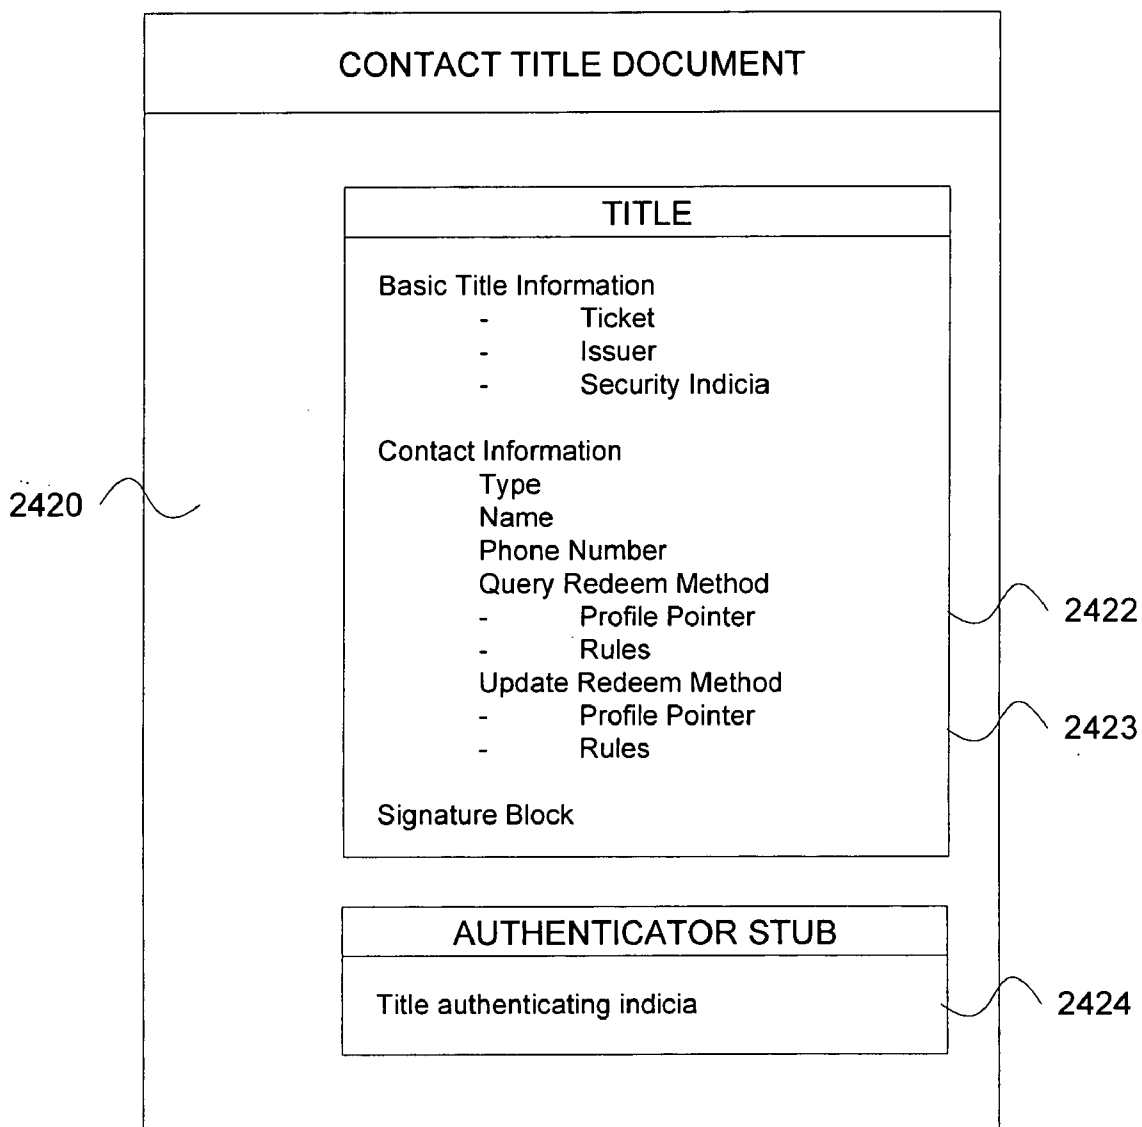 CONTACT TITLE DOCUMENT
TITLE
Basic Title Information
- Ticket
- Issuer
- Security Indicia
Contact Information
Type
2420
Name
Phone Number
Query Redeem Method
- Profile Pointer
2422
- Rules
Update Redeem Method
- Profile Pointer
2423
- Rules
Signature Block
AUTHENTICATOR STUB
Title authenticating indicia
2424